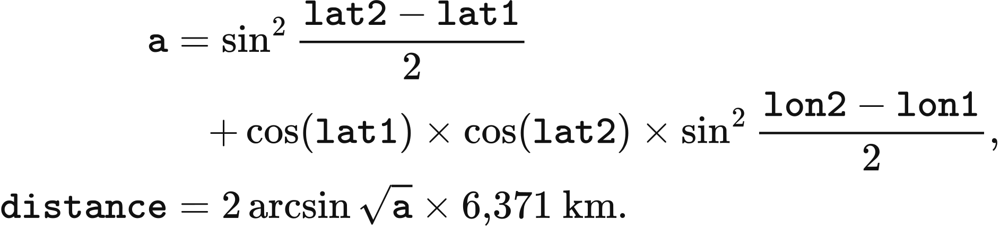 a = sin² (lat2 − lat1)/2
+ cos(lat1) × cos(lat2) × sin² (lon2 − lon1)/2,
distance = 2 arcsin √a × 6,371 km.